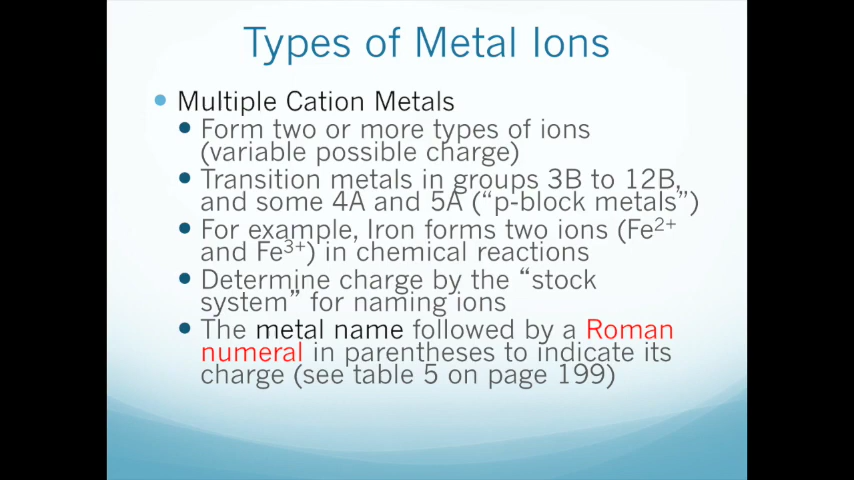 Types of Metal Ions
Multiple Cation Metals
Form two or more types of ions
(variable possible charge)
Transition metals in groups 3B to 12B,
and some 4A and 5A (“p-block metals”)
For example, Iron forms two ions (Fe²⁺
and Fe³⁺) in chemical reactions
Determine charge by the “stock
system” for naming ions
The metal name followed by a Roman
numeral in parentheses to indicate its
charge (see table 5 on page 199)